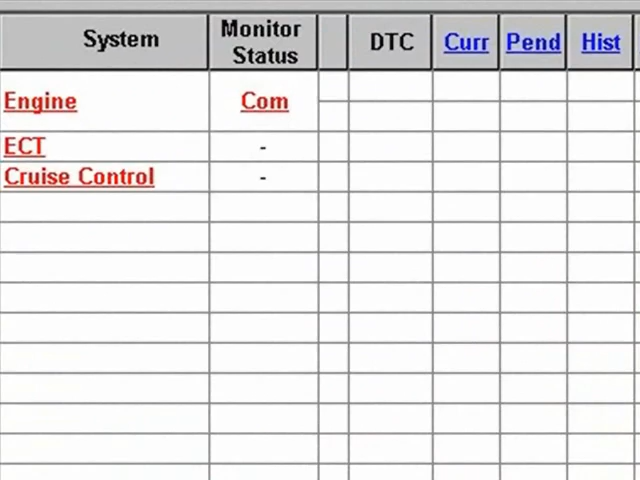 System Monitor Status DTC Curr Pend Hist
Engine Com
ECT -
Cruise Control -